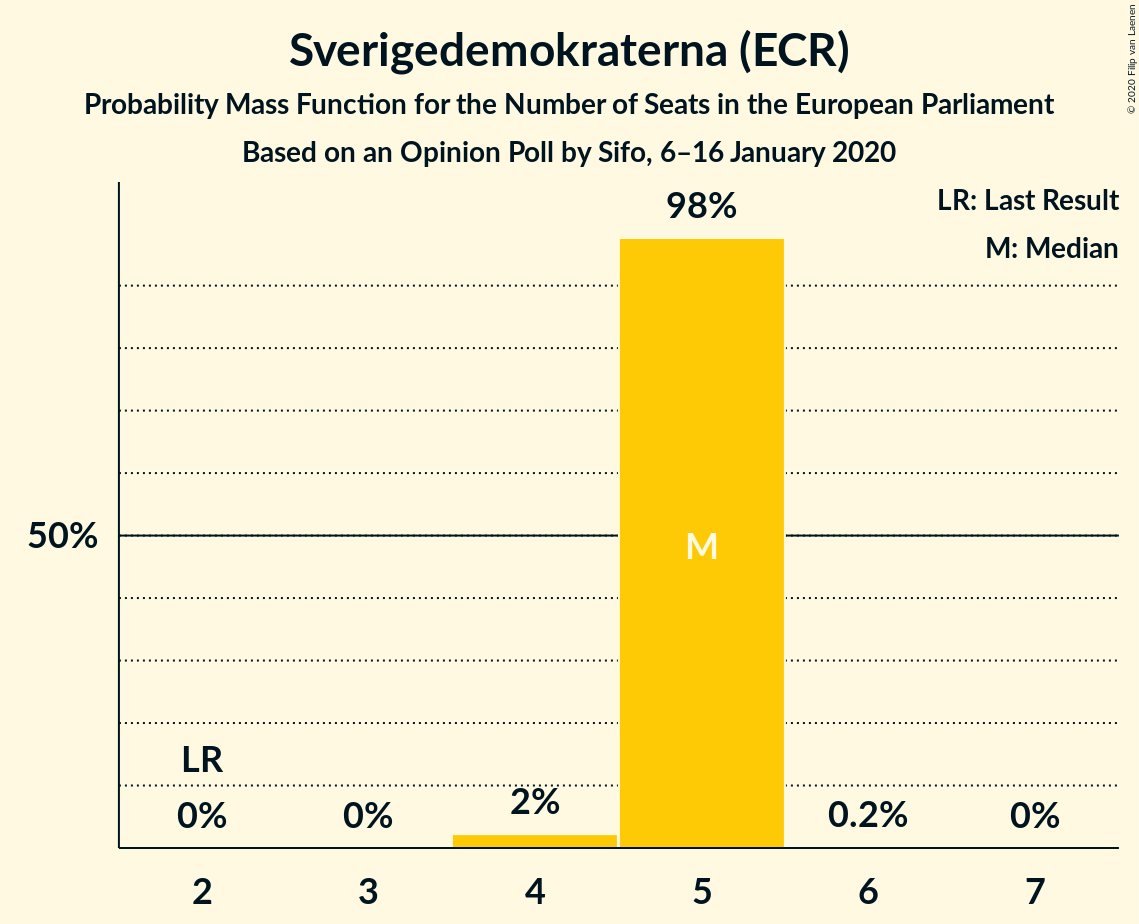 Sverigedemokraterna (ECR)
Probability Mass Function for the Number of Seats in the European Parliament
Based on an Opinion Poll by Sifo, 6–16 January 2020
© 2020 Filip van Laenen
LR: Last Result
M: Median
98%
50%
M
LR
0%
0%
2%
0.2%
0%
2
3
4
5
6
7